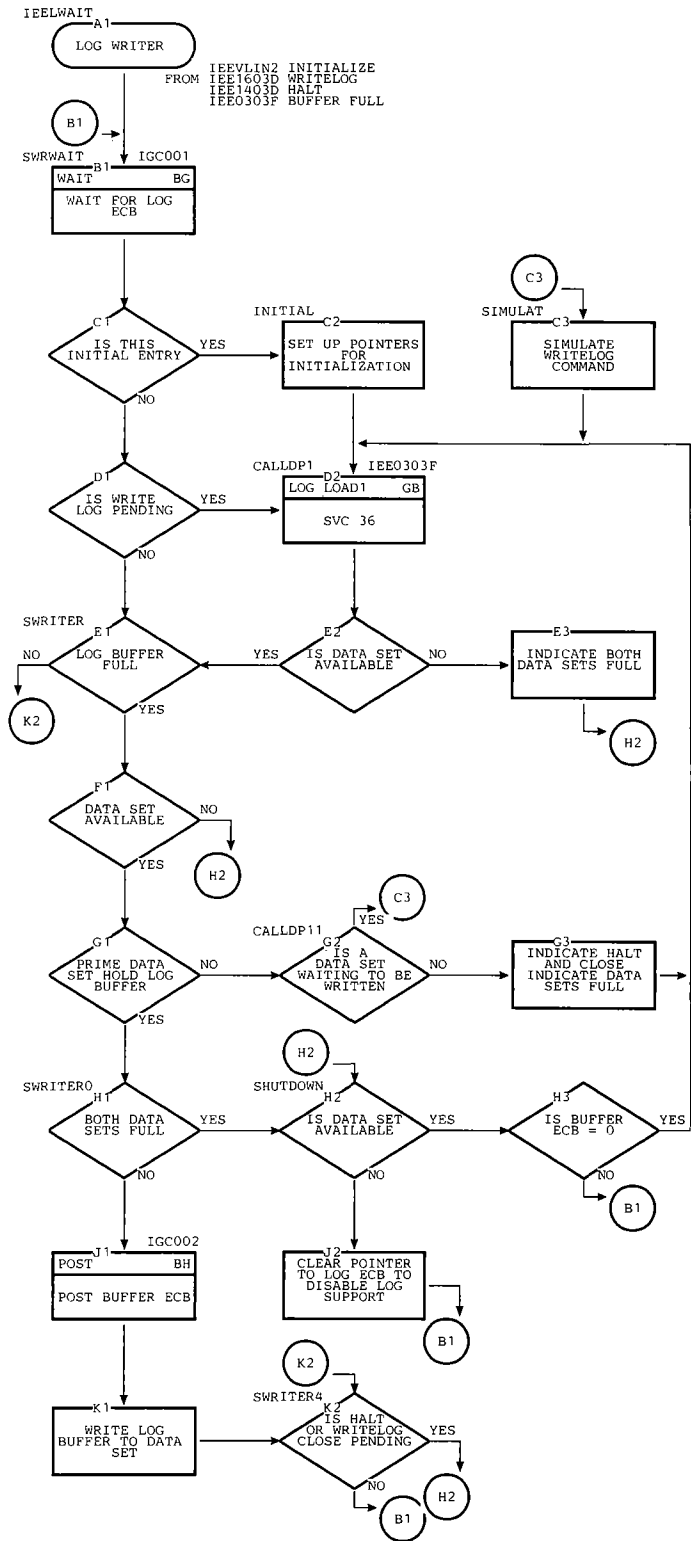 IEELWAIT
A1
LOG WRITER
FROM
IEEVLIN2 INITIALIZE
IEE1603D WRITELOG
IEE1403D HALT
IEE0303F BUFFER FULL
B1
SWRWAIT
IGC001
B1
WAIT BG
WAIT FOR LOG
ECB
C3
C1
IS THIS
INITIAL ENTRY
YES
NO
INITIAL
C2
SET UP POINTERS
FOR
INITIALIZATION
SIMULAT
C3
SIMULATE
WRITELOG
COMMAND
D1
IS WRITE
LOG PENDING
YES
NO
CALLDP1
IEE0303F
D2
LOG LOAD1 GB
SVC 36
SWRITER
E1
LOG BUFFER
FULL
NO
YES
K2
E2
IS DATA SET
AVAILABLE
YES
NO
E3
INDICATE BOTH
DATA SETS FULL
H2
F1
DATA SET
AVAILABLE
NO
YES
H2
C3
G1
PRIME DATA
SET HOLD LOG
BUFFER
NO
YES
CALLDP11
YES
G2
IS A
DATA SET
WAITING TO BE
WRITTEN
NO
G3
INDICATE HALT
AND CLOSE
INDICATE DATA
SETS FULL
H2
SWRITERO
H1
BOTH DATA
SETS FULL
YES
NO
SHUTDOWN
H2
IS DATA SET
AVAILABLE
YES
NO
H3
IS BUFFER
ECB = 0
YES
NO
B1
IGC002
J1
POST BH
POST BUFFER ECB
J2
CLEAR POINTER
TO LOG ECB TO
DISABLE LOG
SUPPORT
B1
K2
K1
WRITE LOG
BUFFER TO DATA
SET
SWRITER4
K2
IS HALT
OR WRITELOG
CLOSE PENDING
YES
NO
B1
H2